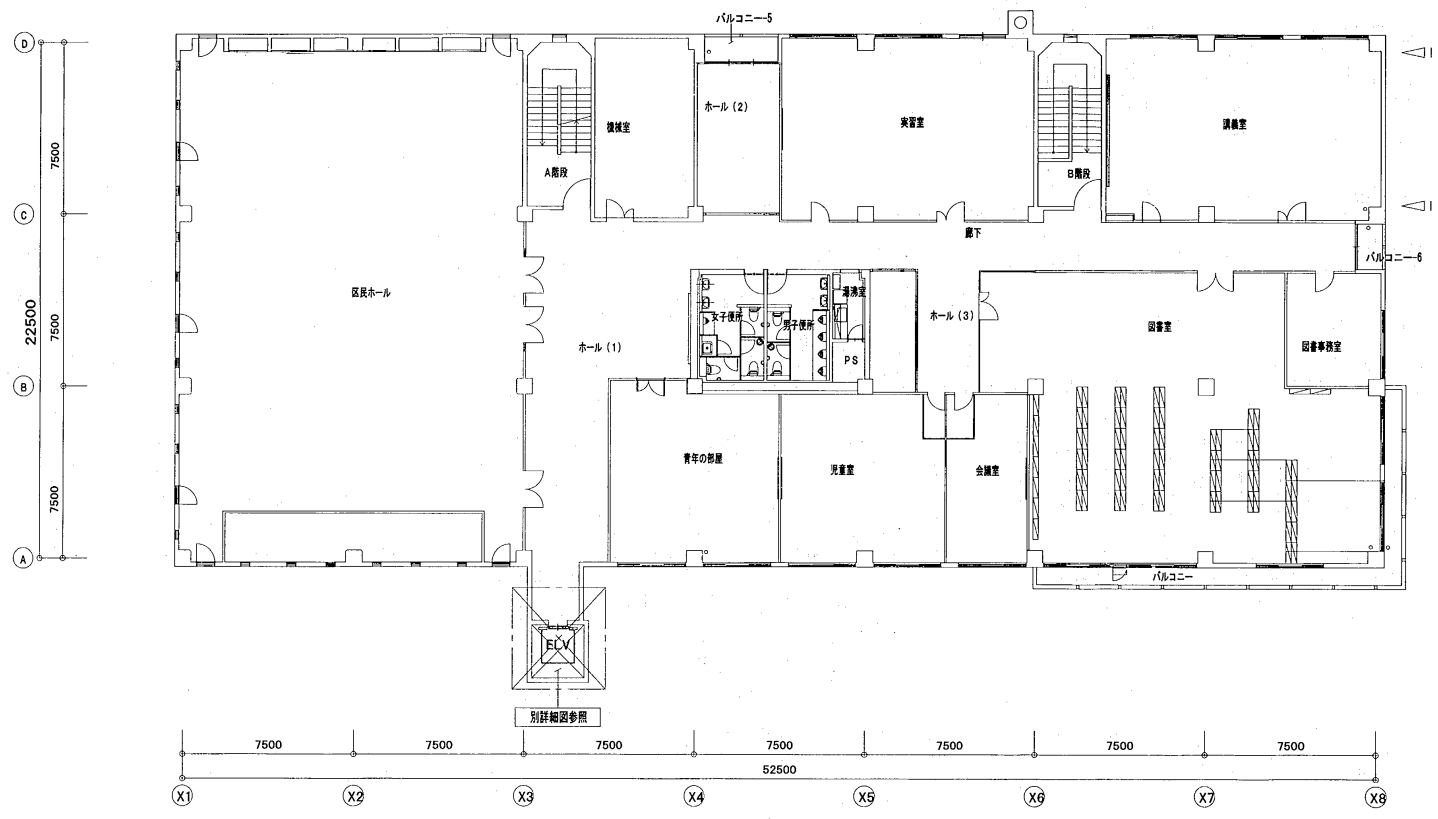 バルコニー-5
D
7500
ホール（2）
機械室
実習室
講義室
A階段
B階段
C
廊下
バルコニー-6
区民ホール
22500
7500
女子便所
男子便所
湯沸室
ホール（3）
図書室
ホール（1）
図書事務室
PS
B
7500
青年の部屋
児童室
会議室
A
バルコニー
ELV
別詳細図参照
7500
7500
7500
7500
7500
7500
7500
52500
X1
X2
X3
X4
X5
X6
X7
X8